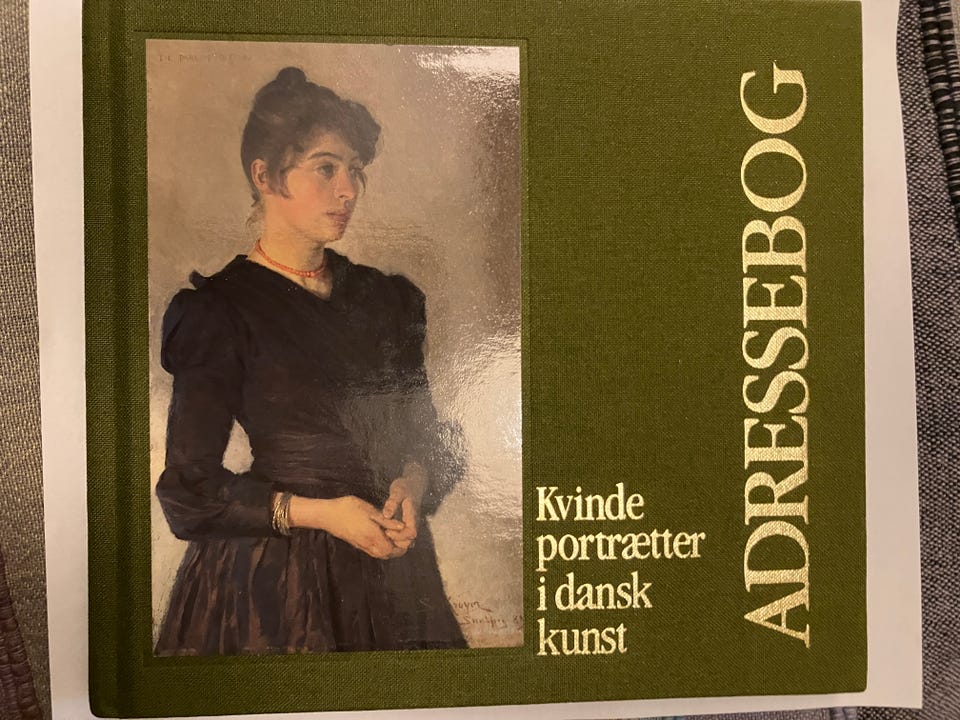 Kvinde
portrætter
i dansk
kunst
ADRESSEBOG